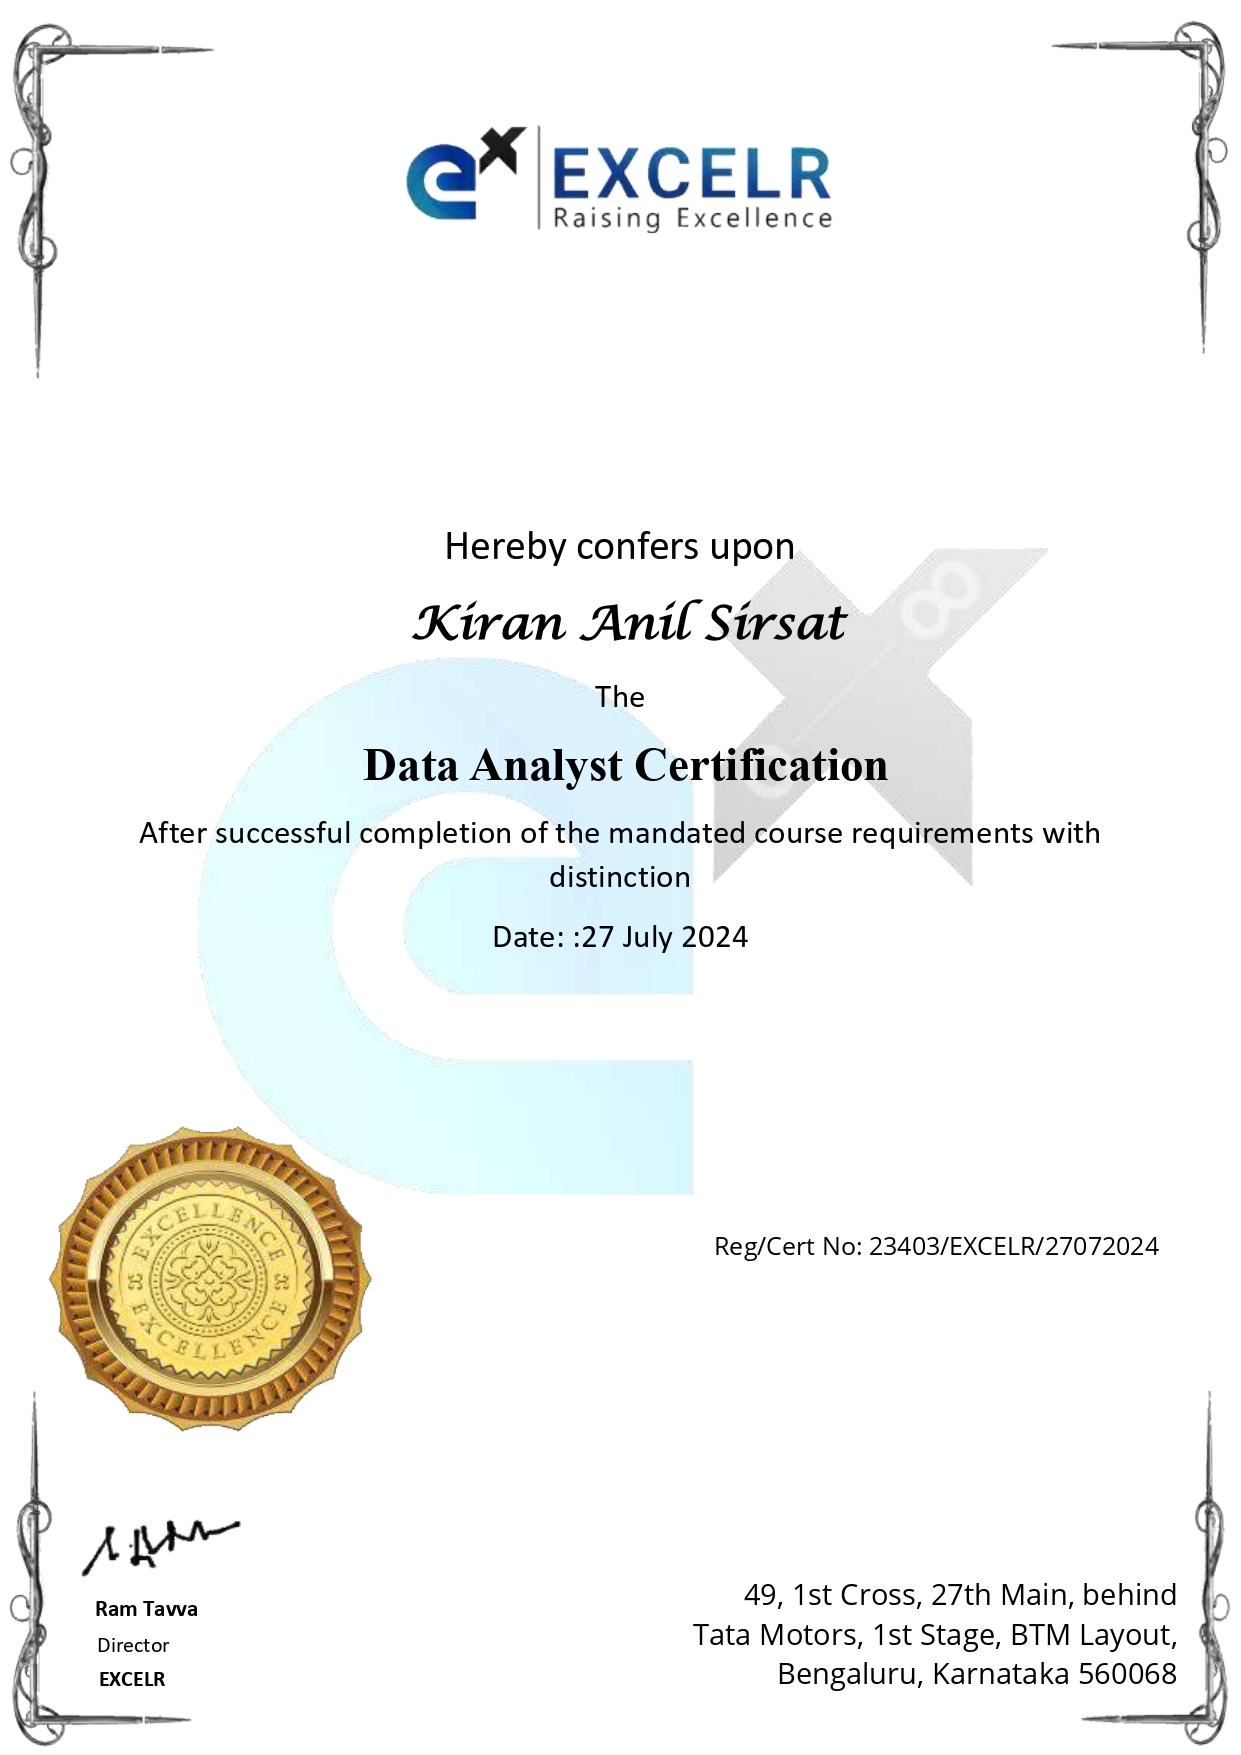 EXCELR
Raising Excellence
Hereby confers upon
Kiran Anil Sirsat
The
Data Analyst Certification
After successful completion of the mandated course requirements with
distinction
Date: :27 July 2024
EXCELLENCE
EXCELLENCE
Reg/Cert No: 23403/EXCELR/27072024
Ram Tavva
Director
EXCELR
49, 1st Cross, 27th Main, behind
Tata Motors, 1st Stage, BTM Layout,
Bengaluru, Karnataka 560068